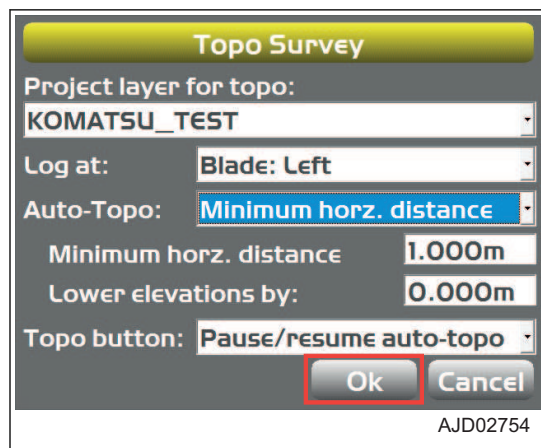 Topo Survey
Project layer for topo:
KOMATSU_TEST
Log at: Blade: Left
Auto-Topo: Minimum horz. distance
Minimum horz. distance 1.000m
Lower elevations by: 0.000m
Topo button: Pause/resume auto-topo
Ok Cancel
AJD02754